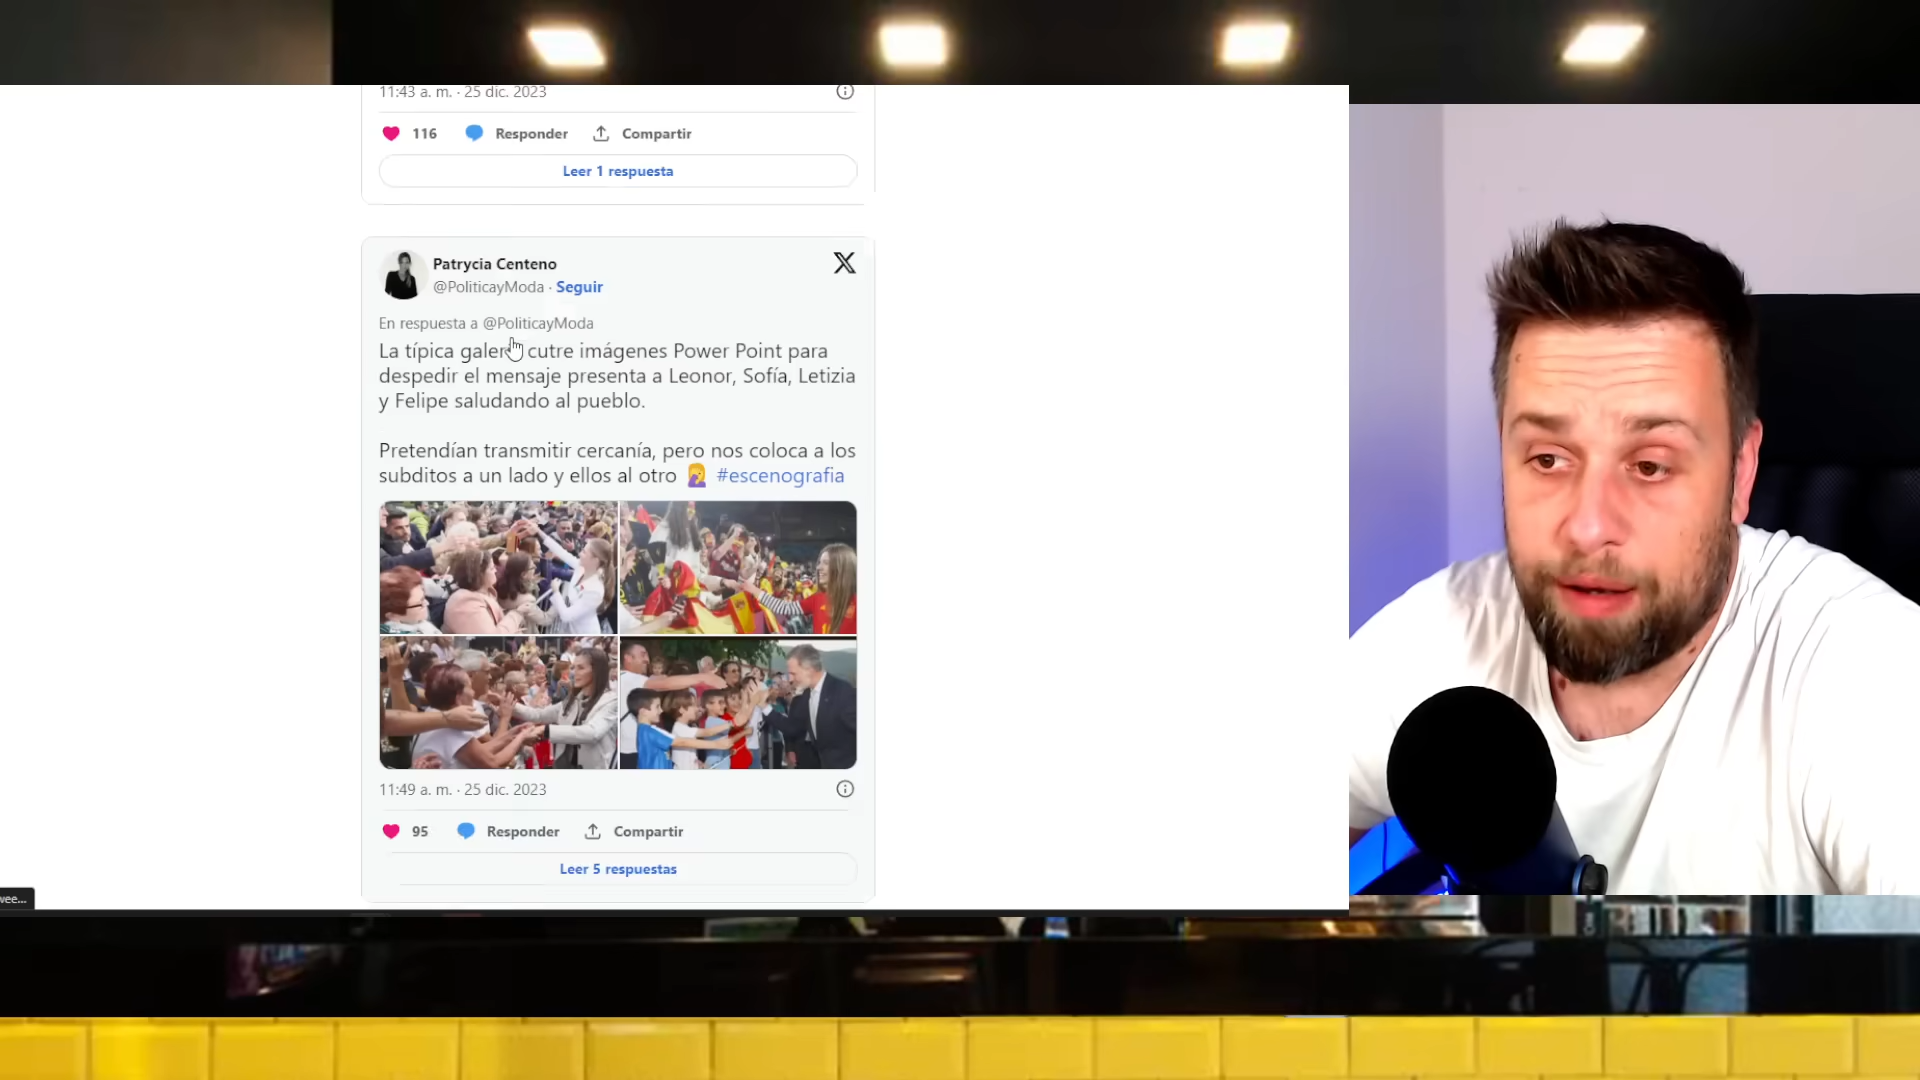 11:43 a. m. · 25 dic. 2023
116 Responder Compartir
Leer 1 respuesta
Patrycia Centeno
@PoliticayModa · Seguir
En respuesta a @PoliticayModa
La típica galer cutre imágenes Power Point para
despedir el mensaje presenta a Leonor, Sofía, Letizia
y Felipe saludando al pueblo.
Pretendían transmitir cercanía, pero nos coloca a los
subditos a un lado y ellos al otro 🤦‍♀️ #escenografia
11:49 a. m. · 25 dic. 2023
95 Responder Compartir
Leer 5 respuestas
wee...